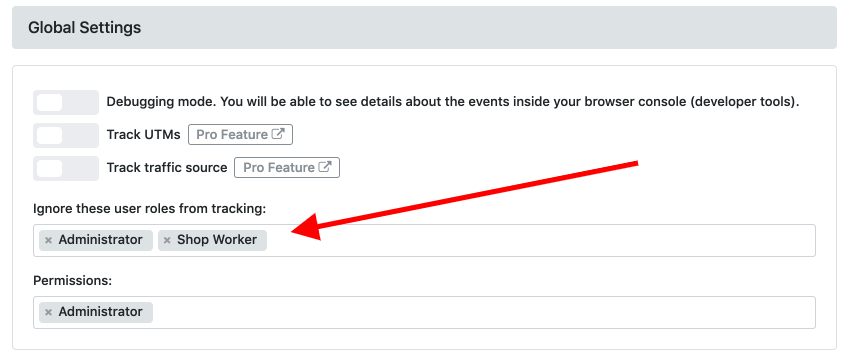 Global Settings
Debugging mode. You will be able to see details about the events inside your browser console (developer tools).
Track UTMs Pro Feature
Track traffic source Pro Feature
Ignore these user roles from tracking:
× Administrator × Shop Worker
Permissions:
× Administrator